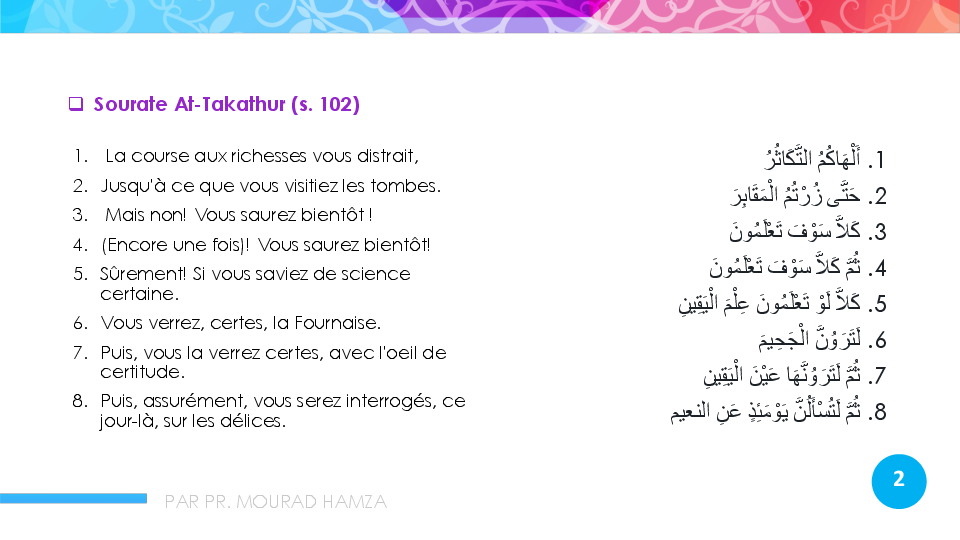 Sourate At-Takathur (s. 102)
1. La course aux richesses vous distrait,
2. Jusqu'à ce que vous visitiez les tombes.
3. Mais non! Vous saurez bientôt !
4. (Encore une fois)! Vous saurez bientôt!
5. Sûrement! Si vous saviez de science
certaine.
6. Vous verrez, certes, la Fournaise.
7. Puis, vous la verrez certes, avec l'oeil de
certitude.
8. Puis, assurément, vous serez interrogés, ce
jour-là, sur les délices.
1. أَلْهَاكُمُ التَّكَاثُرُ
2. حَتَّى زُرْتُمُ الْمَقَابِرَ
3. كَلاَّ سَوْفَ تَعْلَمُونَ
4. ثُمَّ كَلاَّ سَوْفَ تَعْلَمُونَ
5. كَلاَّ لَوْ تَعْلَمُونَ عِلْمَ الْيَقِينِ
6. لَتَرَوُنَّ الْجَحِيمَ
7. ثُمَّ لَتَرَوُنَّهَا عَيْنَ الْيَقِينِ
8. ثُمَّ لَتُسْأَلُنَّ يَوْمَئِذٍ عَنِ النعيم
PAR PR. MOURAD HAMZA
2